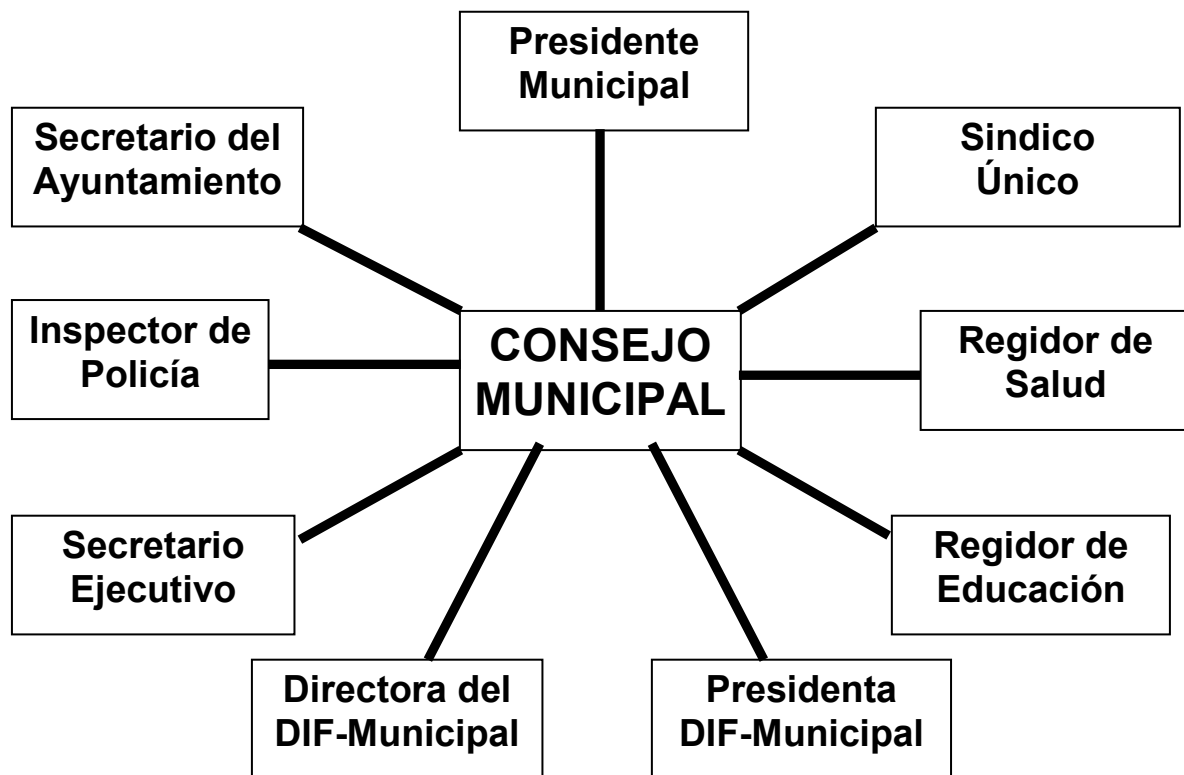 Presidente
Municipal
Secretario del
Ayuntamiento
Sindico
Único
Inspector de
Policía
CONSEJO
MUNICIPAL
Regidor de
Salud
Secretario
Ejecutivo
Regidor de
Educación
Directora del
DIF-Municipal
Presidenta
DIF-Municipal